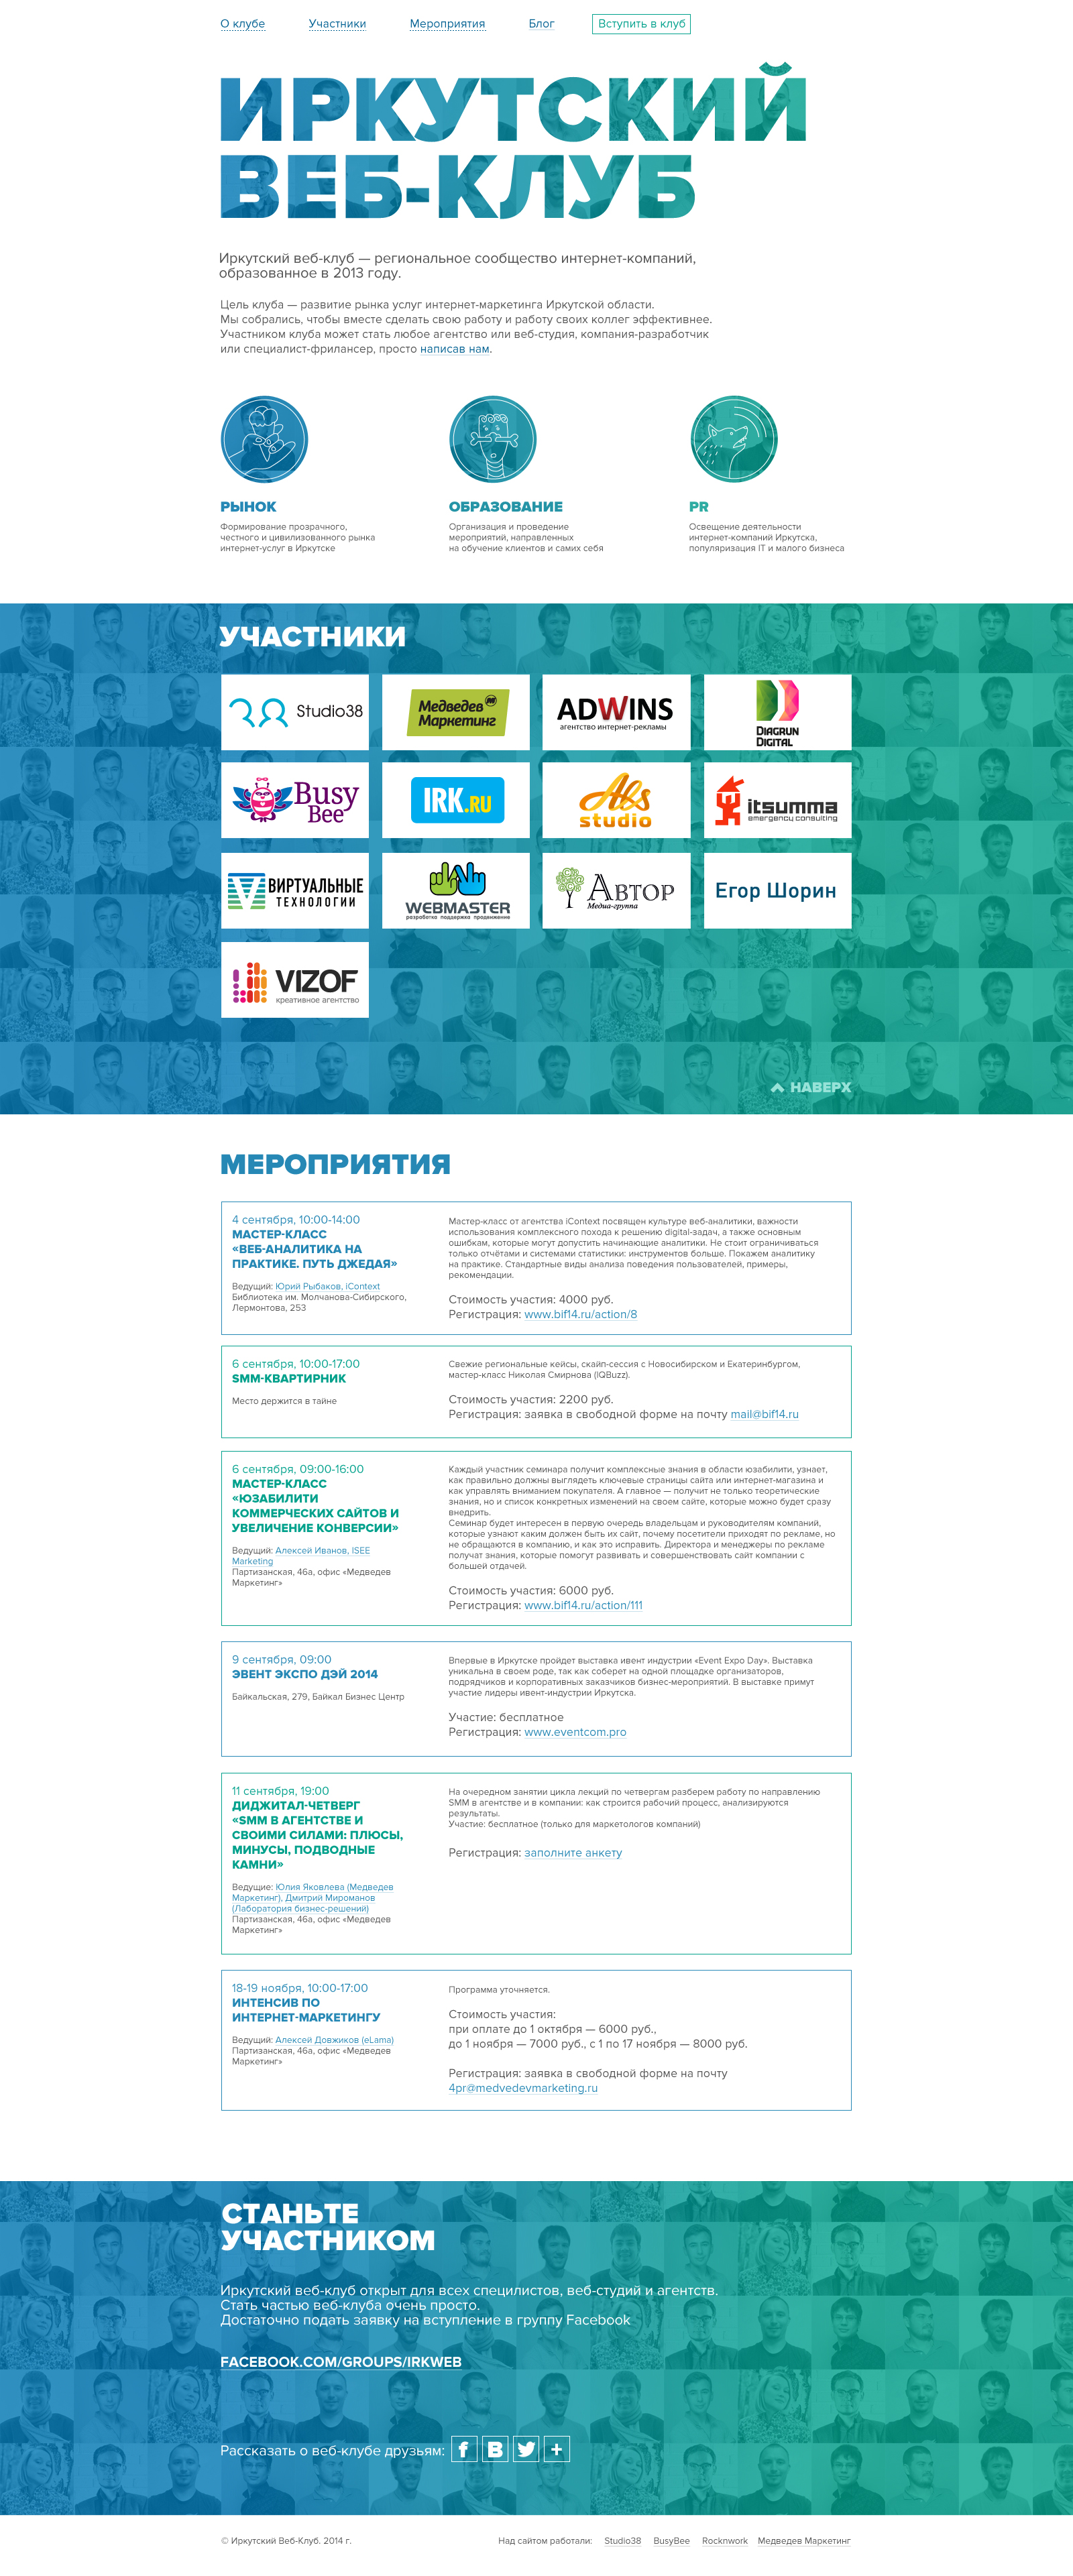 О клубе Участники Мероприятия Блог Вступить в клуб
ИРКУТСКИЙ
ВЕБ-КЛУБ
Иркутский веб-клуб — региональное сообщество интернет-компаний,
образованное в 2013 году.
Цель клуба — развитие рынка услуг интернет-маркетинга Иркутской области.
Мы собрались, чтобы вместе сделать свою работу и работу своих коллег эффективнее.
Участником клуба может стать любое агентство или веб-студия, компания-разработчик
или специалист-фрилансер, просто написав нам.
РЫНОК
Формирование прозрачного,
честного и цивилизованного рынка
интернет-услуг в Иркутске
ОБРАЗОВАНИЕ
Организация и проведение
мероприятий, направленных
на обучение клиентов и самих себя
PR
Освещение деятельности
интернет-компаний Иркутска,
популяризация IT и малого бизнеса
УЧАСТНИКИ
Studio38
Медведев
Маркетинг
ADWINS
агентство интернет-рекламы
DIAGRUN
DIGITAL
Busy
Bee
IRK.RU
Abs
studio
itsumma
emergency consulting
ВИРТУАЛЬНЫЕ
ТЕХНОЛОГИИ
WEBMASTER
разработка поддержка продвижение
Автор
Медиа-группа
Егор Шорин
VIZOF
креативное агентство
НАВЕРХ
МЕРОПРИЯТИЯ
4 сентября, 10:00-14:00
МАСТЕР-КЛАСС
«ВЕБ-АНАЛИТИКА НА
ПРАКТИКЕ. ПУТЬ ДЖЕДАЯ»
Ведущий: Юрий Рыбаков, iContext
Библиотека им. Молчанова-Сибирского,
Лермонтова, 253
Мастер-класс от агентства iContext посвящен культуре веб-аналитики, важности
использования комплексного похода к решению digital-задач, а также основным
ошибкам, которые могут допустить начинающие аналитики. Не стоит ограничиваться
только отчётами и системами статистики: инструментов больше. Покажем аналитику
на практике. Стандартные виды анализа поведения пользователей, примеры,
рекомендации.
Стоимость участия: 4000 руб.
Регистрация: www.bif14.ru/action/8
6 сентября, 10:00-17:00
SMM-КВАРТИРНИК
Место держится в тайне
Свежие региональные кейсы, скайп-сессия с Новосибирском и Екатеринбургом,
мастер-класс Николая Смирнова (IQBuzz).
Стоимость участия: 2200 руб.
Регистрация: заявка в свободной форме на почту mail@bif14.ru
6 сентября, 09:00-16:00
МАСТЕР-КЛАСС
«ЮЗАБИЛИТИ
КОММЕРЧЕСКИХ САЙТОВ И
УВЕЛИЧЕНИЕ КОНВЕРСИИ»
Ведущий: Алексей Иванов, ISEE
Marketing
Партизанская, 46а, офис «Медведев
Маркетинг»
Каждый участник семинара получит комплексные знания в области юзабилити, узнает,
как правильно должны выглядеть ключевые страницы сайта или интернет-магазина и
как управлять вниманием покупателя. А главное — получит не только теоретические
знания, но и список конкретных изменений на своем сайте, которые можно будет сразу
внедрить.
Семинар будет интересен в первую очередь владельцам и руководителям компаний,
которые узнают каким должен быть их сайт, почему посетители приходят по рекламе, но
не обращаются в компанию, и как это исправить. Директора и менеджеры по рекламе
получат знания, которые помогут развивать и совершенствовать сайт компании с
большей отдачей.
Стоимость участия: 6000 руб.
Регистрация: www.bif14.ru/action/111
9 сентября, 09:00
ЭВЕНТ ЭКСПО ДЭЙ 2014
Байкальская, 279, Байкал Бизнес Центр
Впервые в Иркутске пройдет выставка ивент индустрии «Event Expo Day». Выставка
уникальна в своем роде, так как соберет на одной площадке организаторов,
подрядчиков и корпоративных заказчиков бизнес-мероприятий. В выставке примут
участие лидеры ивент-индустрии Иркутска.
Участие: бесплатное
Регистрация: www.eventcom.pro
11 сентября, 19:00
ДИДЖИТАЛ-ЧЕТВЕРГ
«SMM В АГЕНТСТВЕ И
СВОИМИ СИЛАМИ: ПЛЮСЫ,
МИНУСЫ, ПОДВОДНЫЕ
КАМНИ»
Ведущие: Юлия Яковлева (Медведев
Маркетинг), Дмитрий Мироманов
(Лаборатория бизнес-решений)
Партизанская, 46а, офис «Медведев
Маркетинг»
На очередном занятии цикла лекций по четвергам разберем работу по направлению
SMM в агентстве и в компании: как строится рабочий процесс, анализируются
результаты.
Участие: бесплатное (только для маркетологов компаний)
Регистрация: заполните анкету
18-19 ноября, 10:00-17:00
ИНТЕНСИВ ПО
ИНТЕРНЕТ-МАРКЕТИНГУ
Ведущий: Алексей Довжиков (eLama)
Партизанская, 46а, офис «Медведев
Маркетинг»
Программа уточняется.
Стоимость участия:
при оплате до 1 октября — 6000 руб.,
до 1 ноября — 7000 руб., с 1 по 17 ноября — 8000 руб.
Регистрация: заявка в свободной форме на почту
4pr@medvedevmarketing.ru
СТАНЬТЕ
УЧАСТНИКОМ
Иркутский веб-клуб открыт для всех специлистов, веб-студий и агентств.
Стать частью веб-клуба очень просто.
Достаточно подать заявку на вступление в группу Facebook
FACEBOOK.COM/GROUPS/IRKWEB
Рассказать о веб-клубе друзьям: f B +
© Иркутский Веб-Клуб. 2014 г. Над сайтом работали: Studio38 BusyBee Rocknwork Медведев Маркетинг